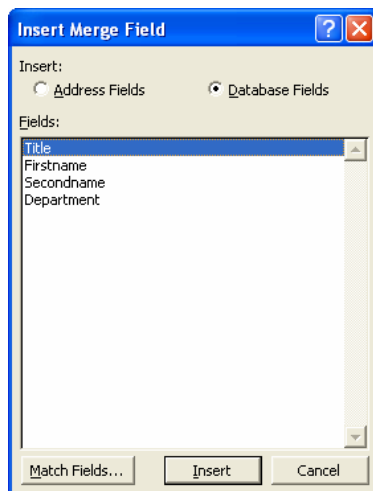 Insert Merge Field
Insert:
Address Fields Database Fields
Fields:
Title
Firstname
Secondname
Department
Match Fields... Insert Cancel